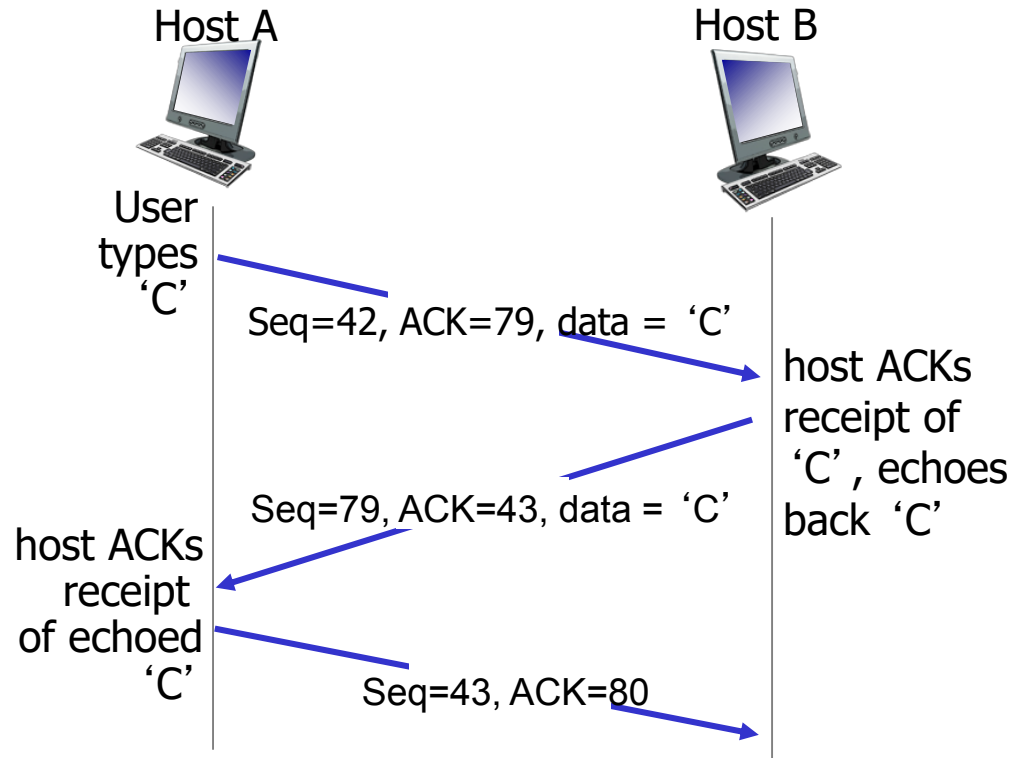 Host A
Host B
User
types
‘C’
Seq=42, ACK=79, data = ‘C’
host ACKs
receipt of
‘C’, echoes
back ‘C’
Seq=79, ACK=43, data = ‘C’
host ACKs
receipt
of echoed
‘C’
Seq=43, ACK=80